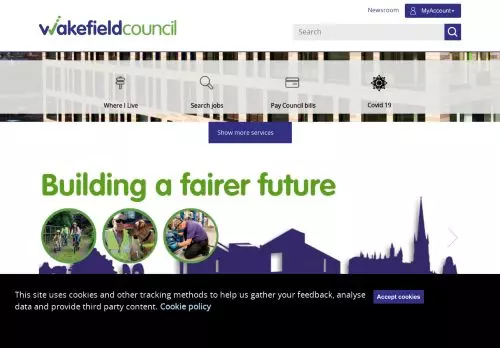 Newsroom
MyAccount+
wakefieldcouncil
Search
Where I Live
Search jobs
Pay Council bills
Covid 19
Show more services
Building a fairer future
This site uses cookies and other tracking methods to help us gather your feedback, analyse
data and provide third party content. Cookie policy
Accept cookies